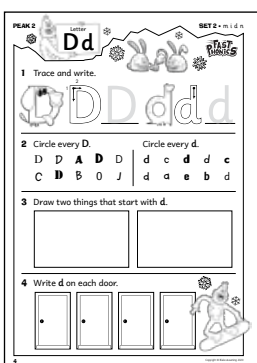 PEAK 2
Letter
Dd
SET 2 • m i d n
FAST
PHONICS
1 Trace and write.
D d d
2 Circle every D.
D D A D D
C D B O J
Circle every d.
d c d d c
d a e b d
3 Draw two things that start with d.
4 Write d on each door.
4